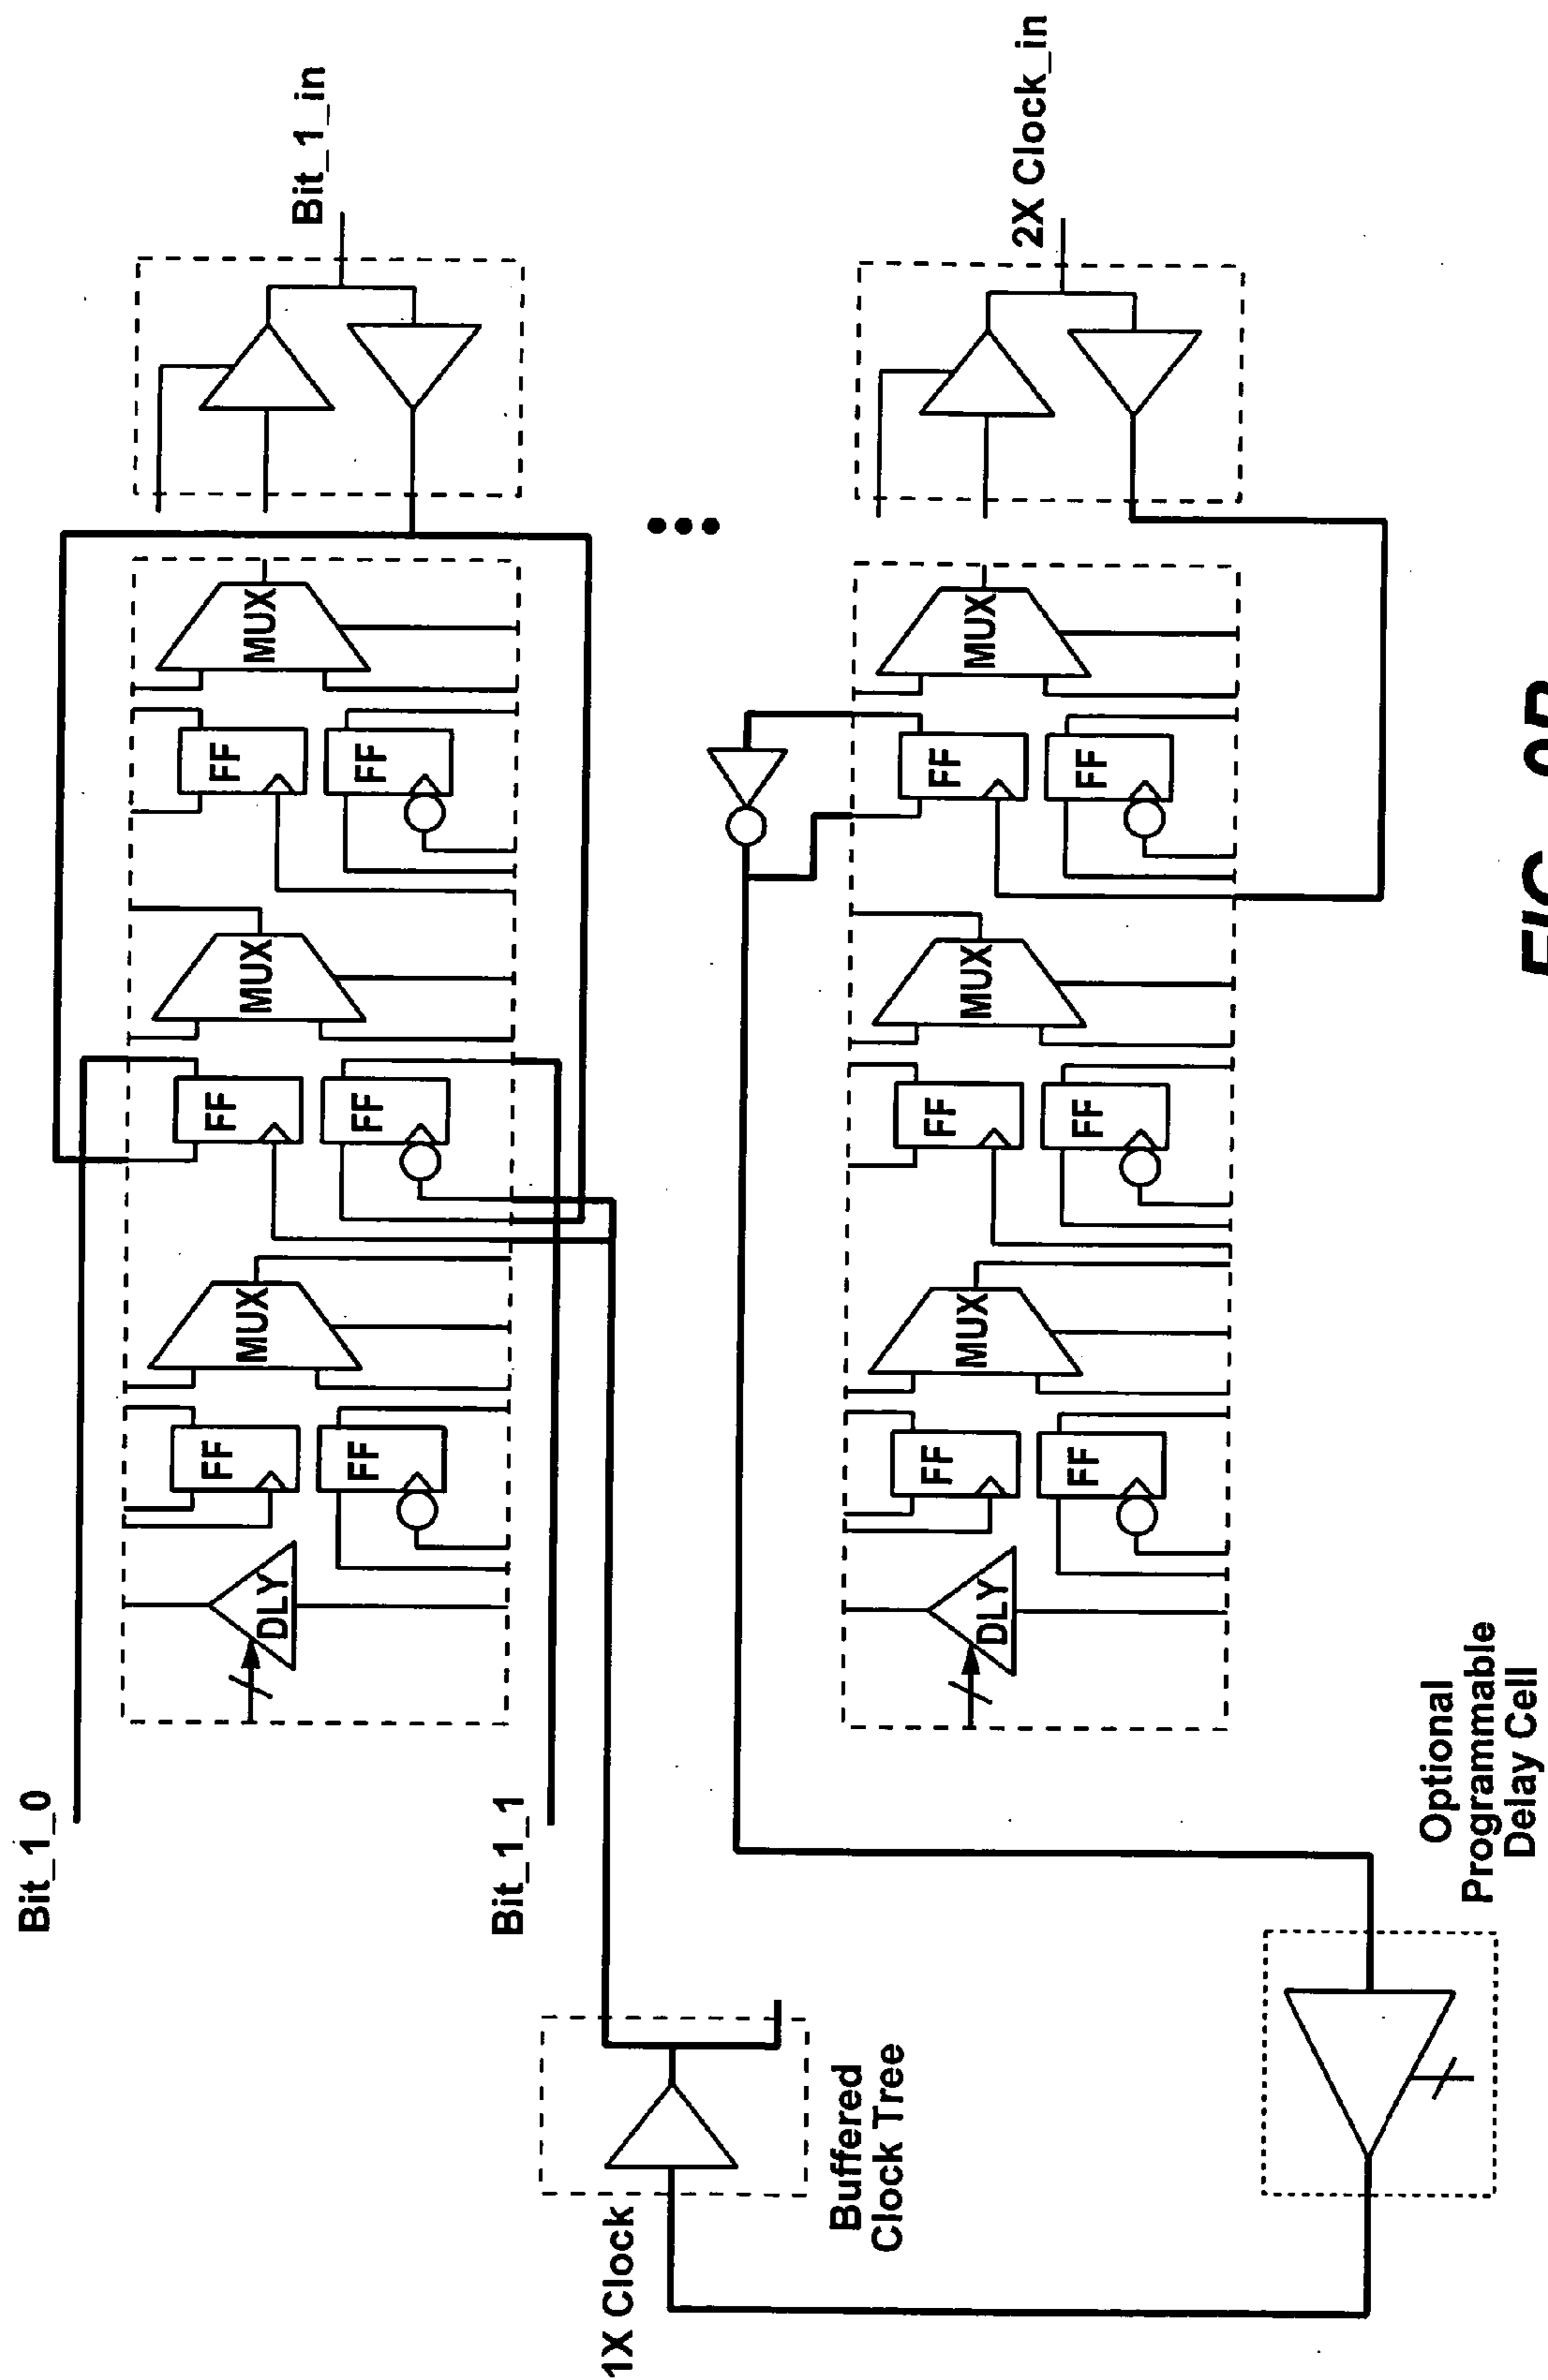 Bit_1_0
FF
FF
FF
MUX
MUX
MUX
DLY
Bit_1_in
FF
FF
FF
Bit_1_1
1X Clock
Buffered
Clock Tree
FF
FF
FF
MUX
MUX
MUX
DLY
2X Clock_in
FF
FF
FF
Optional
Programmable
Delay Cell